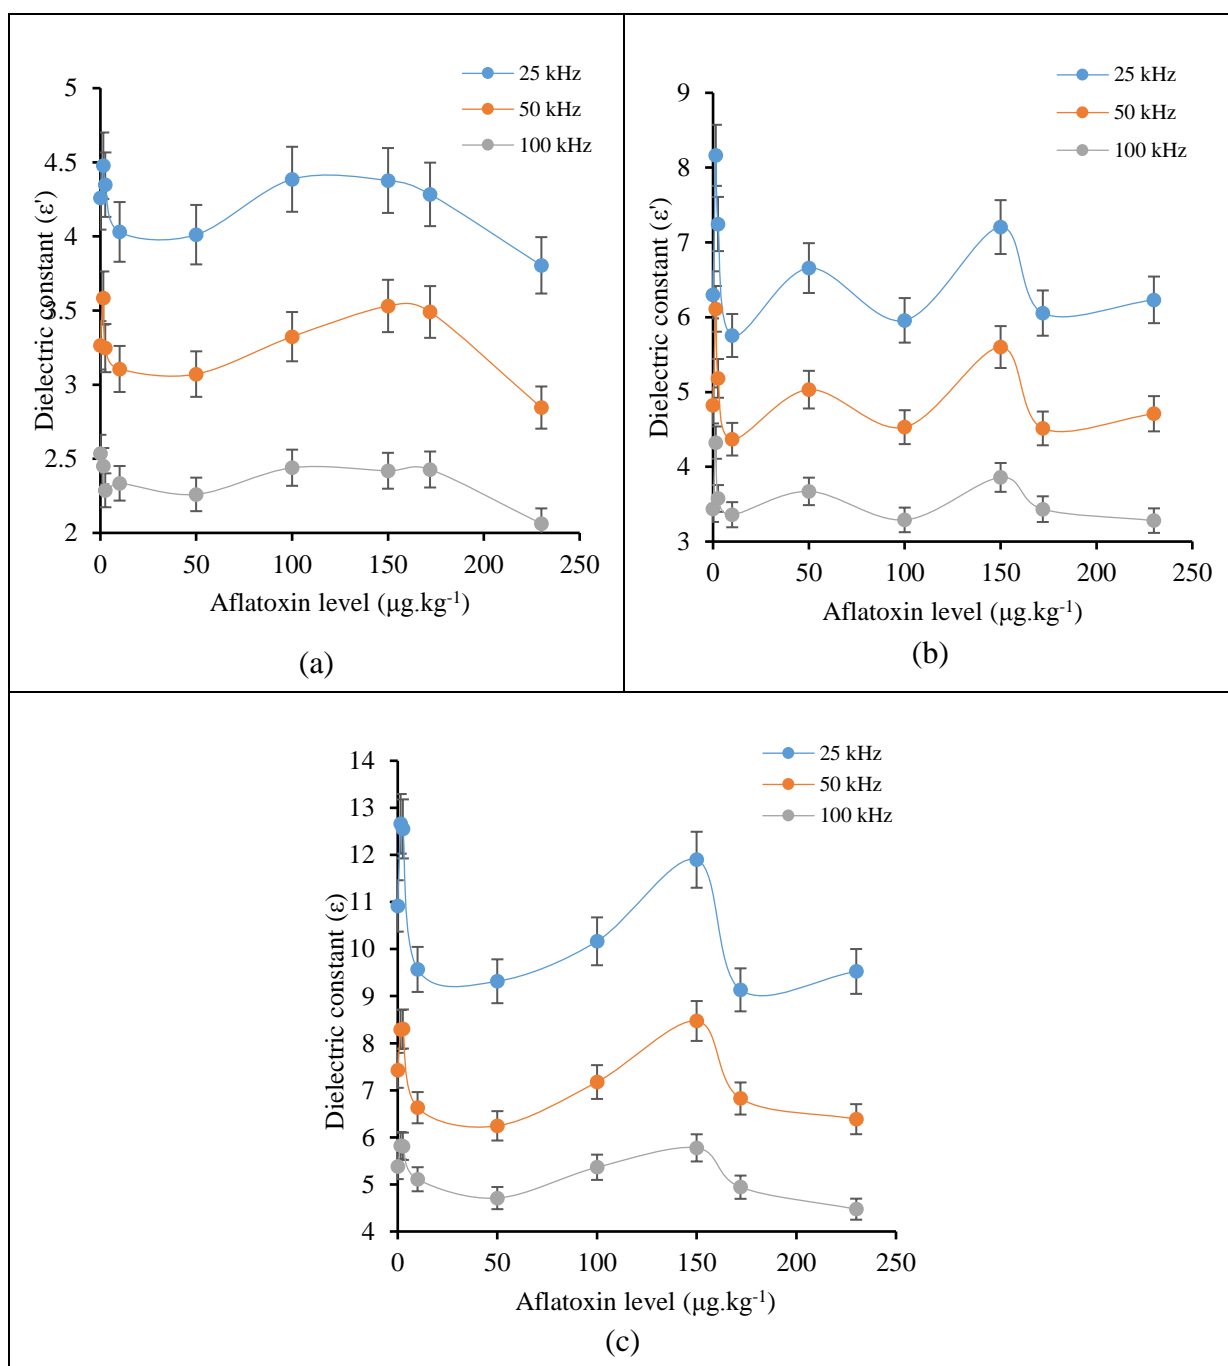 25 kHz
50 kHz
100 kHz
5
4.5
4
3.5
3
2.5
2
Dielectric constant (ε')
0
50
100
150
200
250
Aflatoxin level (μg.kg-1)
(a)
25 kHz
50 kHz
100 kHz
9
8
7
6
5
4
3
Dielectric constant (ε')
0
50
100
150
200
250
Aflatoxin level (μg.kg-1)
(b)
25 kHz
50 kHz
100 kHz
14
13
12
11
10
9
8
7
6
5
4
Dielectric constant (ε)
0
50
100
150
200
250
Aflatoxin level (μg.kg-1)
(c)